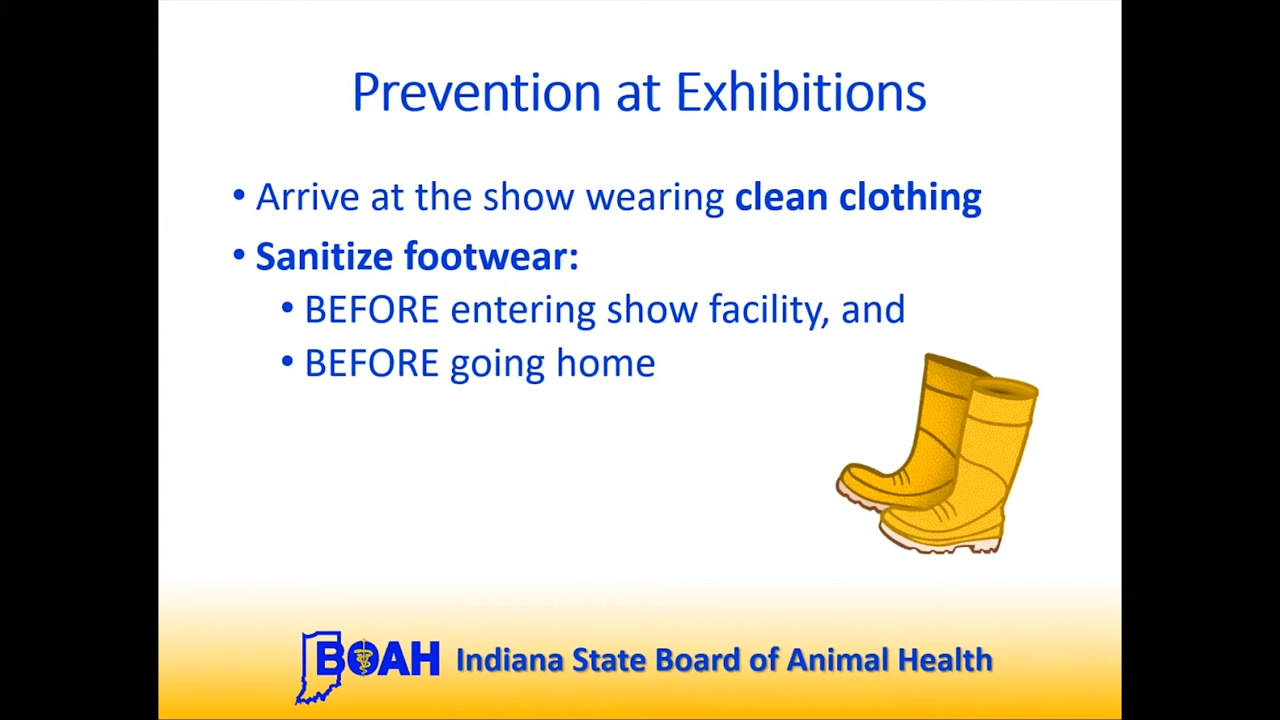 Prevention at Exhibitions
• Arrive at the show wearing clean clothing
• Sanitize footwear:
• BEFORE entering show facility, and
• BEFORE going home
BOAH Indiana State Board of Animal Health